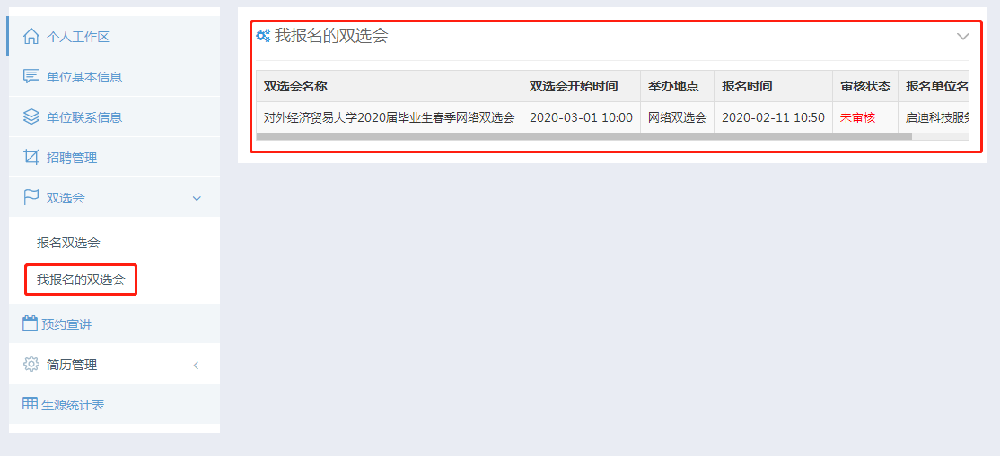 个人工作区
单位基本信息
单位联系信息
招聘管理
双选会
报名双选会
我报名的双选会
预约宣讲
简历管理
生源统计表
我报名的双选会
双选会名称 双选会开始时间 举办地点 报名时间 审核状态 报名单位名
对外经济贸易大学2020届毕业生春季网络双选会 2020-03-01 10:00 网络双选会 2020-02-11 10:50 未审核 启迪科技服务